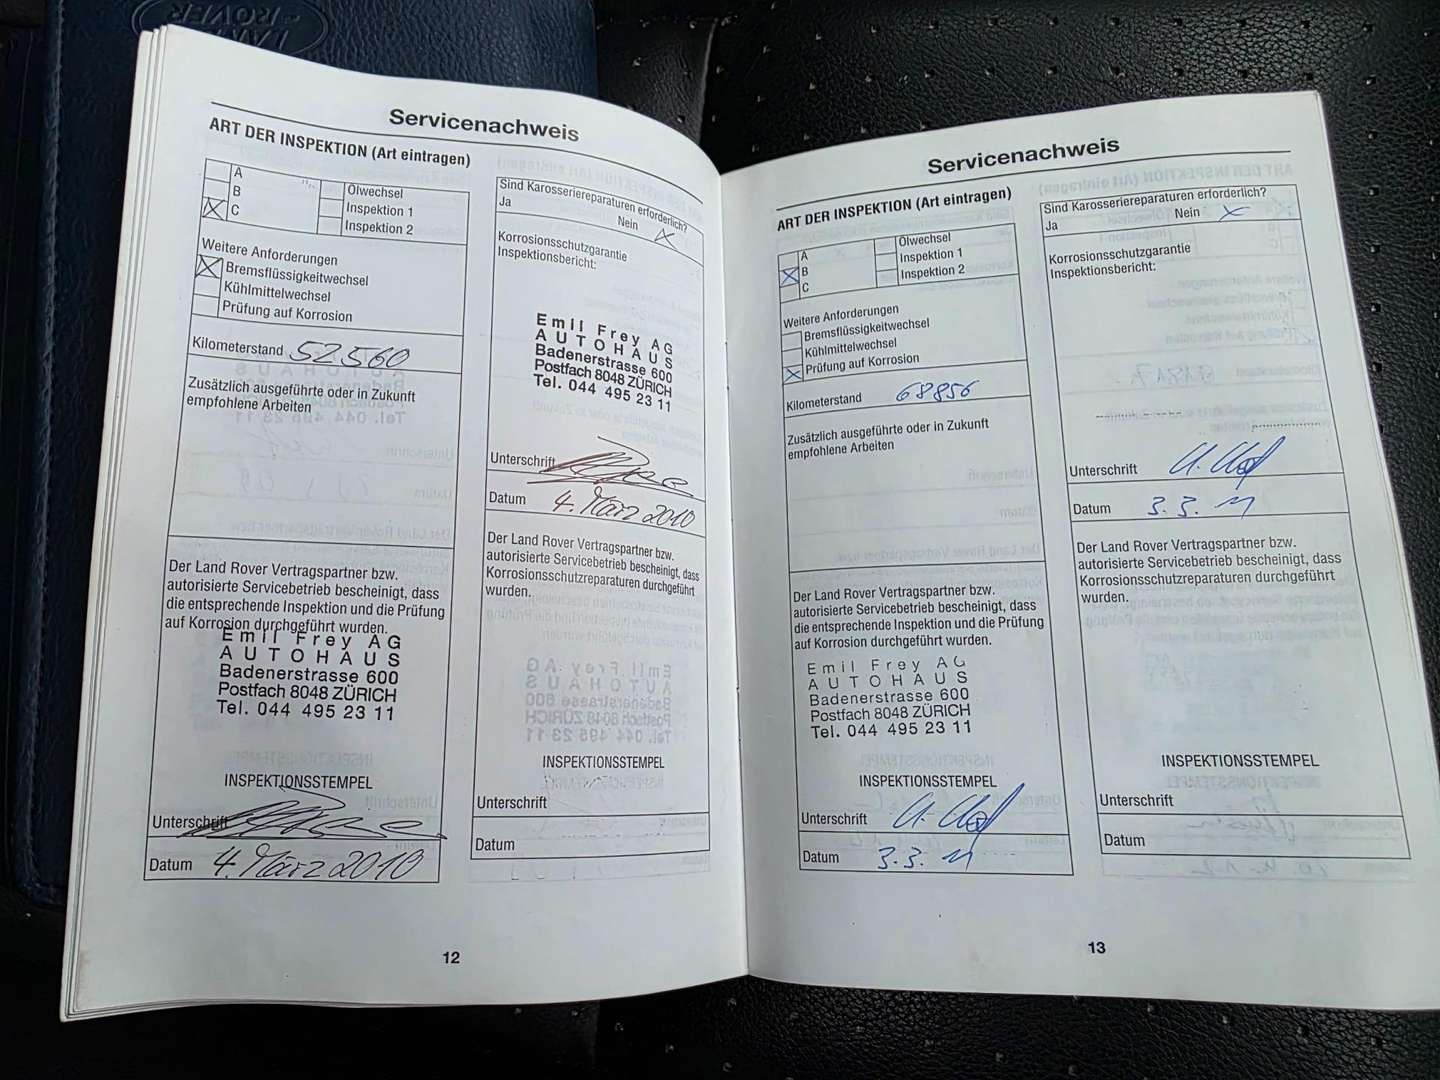 Servicenachweis
ART DER INSPEKTION (Art eintragen)
A
B
C
Ölwechsel
Inspektion 1
Inspektion 2
Weitere Anforderungen
Bremsflüssigkeitwechsel
Kühlmittelwechsel
Prüfung auf Korrosion
Kilometerstand 52560
Zusätzlich ausgeführte oder in Zukunft
empfohlene Arbeiten
Der Land Rover Vertragspartner bzw.
autorisierte Servicebetrieb bescheinigt, dass
die entsprechende Inspektion und die Prüfung
auf Korrosion durchgeführt wurden.
Emil Frey AG
AUTOHAUS
Badenerstrasse 600
Postfach 8048 ZÜRICH
Tel. 044 495 23 11
INSPEKTIONSSTEMPEL
Unterschrift
Datum 4. März 2010
Sind Karosseriereparaturen erforderlich?
Ja Nein X
Korrosionsschutzgarantie
Inspektionsbericht:
Emil Frey AG
AUTOHAUS
Badenerstrasse 600
Postfach 8048 ZÜRICH
Tel. 044 495 23 11
Unterschrift
Datum 4. März 2010
Der Land Rover Vertragspartner bzw.
autorisierte Servicebetrieb bescheinigt, dass
Korrosionsschutzreparaturen durchgeführt
wurden.
INSPEKTIONSSTEMPEL
Unterschrift
Datum
12
Servicenachweis
ART DER INSPEKTION (Art eintragen)
A
B
C
Ölwechsel
Inspektion 1
Inspektion 2
Weitere Anforderungen
Bremsflüssigkeitwechsel
Kühlmittelwechsel
Prüfung auf Korrosion
Kilometerstand 68856
Zusätzlich ausgeführte oder in Zukunft
empfohlene Arbeiten
Der Land Rover Vertragspartner bzw.
autorisierte Servicebetrieb bescheinigt, dass
die entsprechende Inspektion und die Prüfung
auf Korrosion durchgeführt wurden.
Emil Frey AG
AUTOHAUS
Badenerstrasse 600
Postfach 8048 ZÜRICH
Tel. 044 495 23 11
INSPEKTIONSSTEMPEL
Unterschrift
Datum 3.3.11
Sind Karosseriereparaturen erforderlich?
Ja Nein X
Korrosionsschutzgarantie
Inspektionsbericht:
Unterschrift
Datum 3.3.11
Der Land Rover Vertragspartner bzw.
autorisierte Servicebetrieb bescheinigt, dass
Korrosionsschutzreparaturen durchgeführt
wurden.
INSPEKTIONSSTEMPEL
Unterschrift
Datum
13